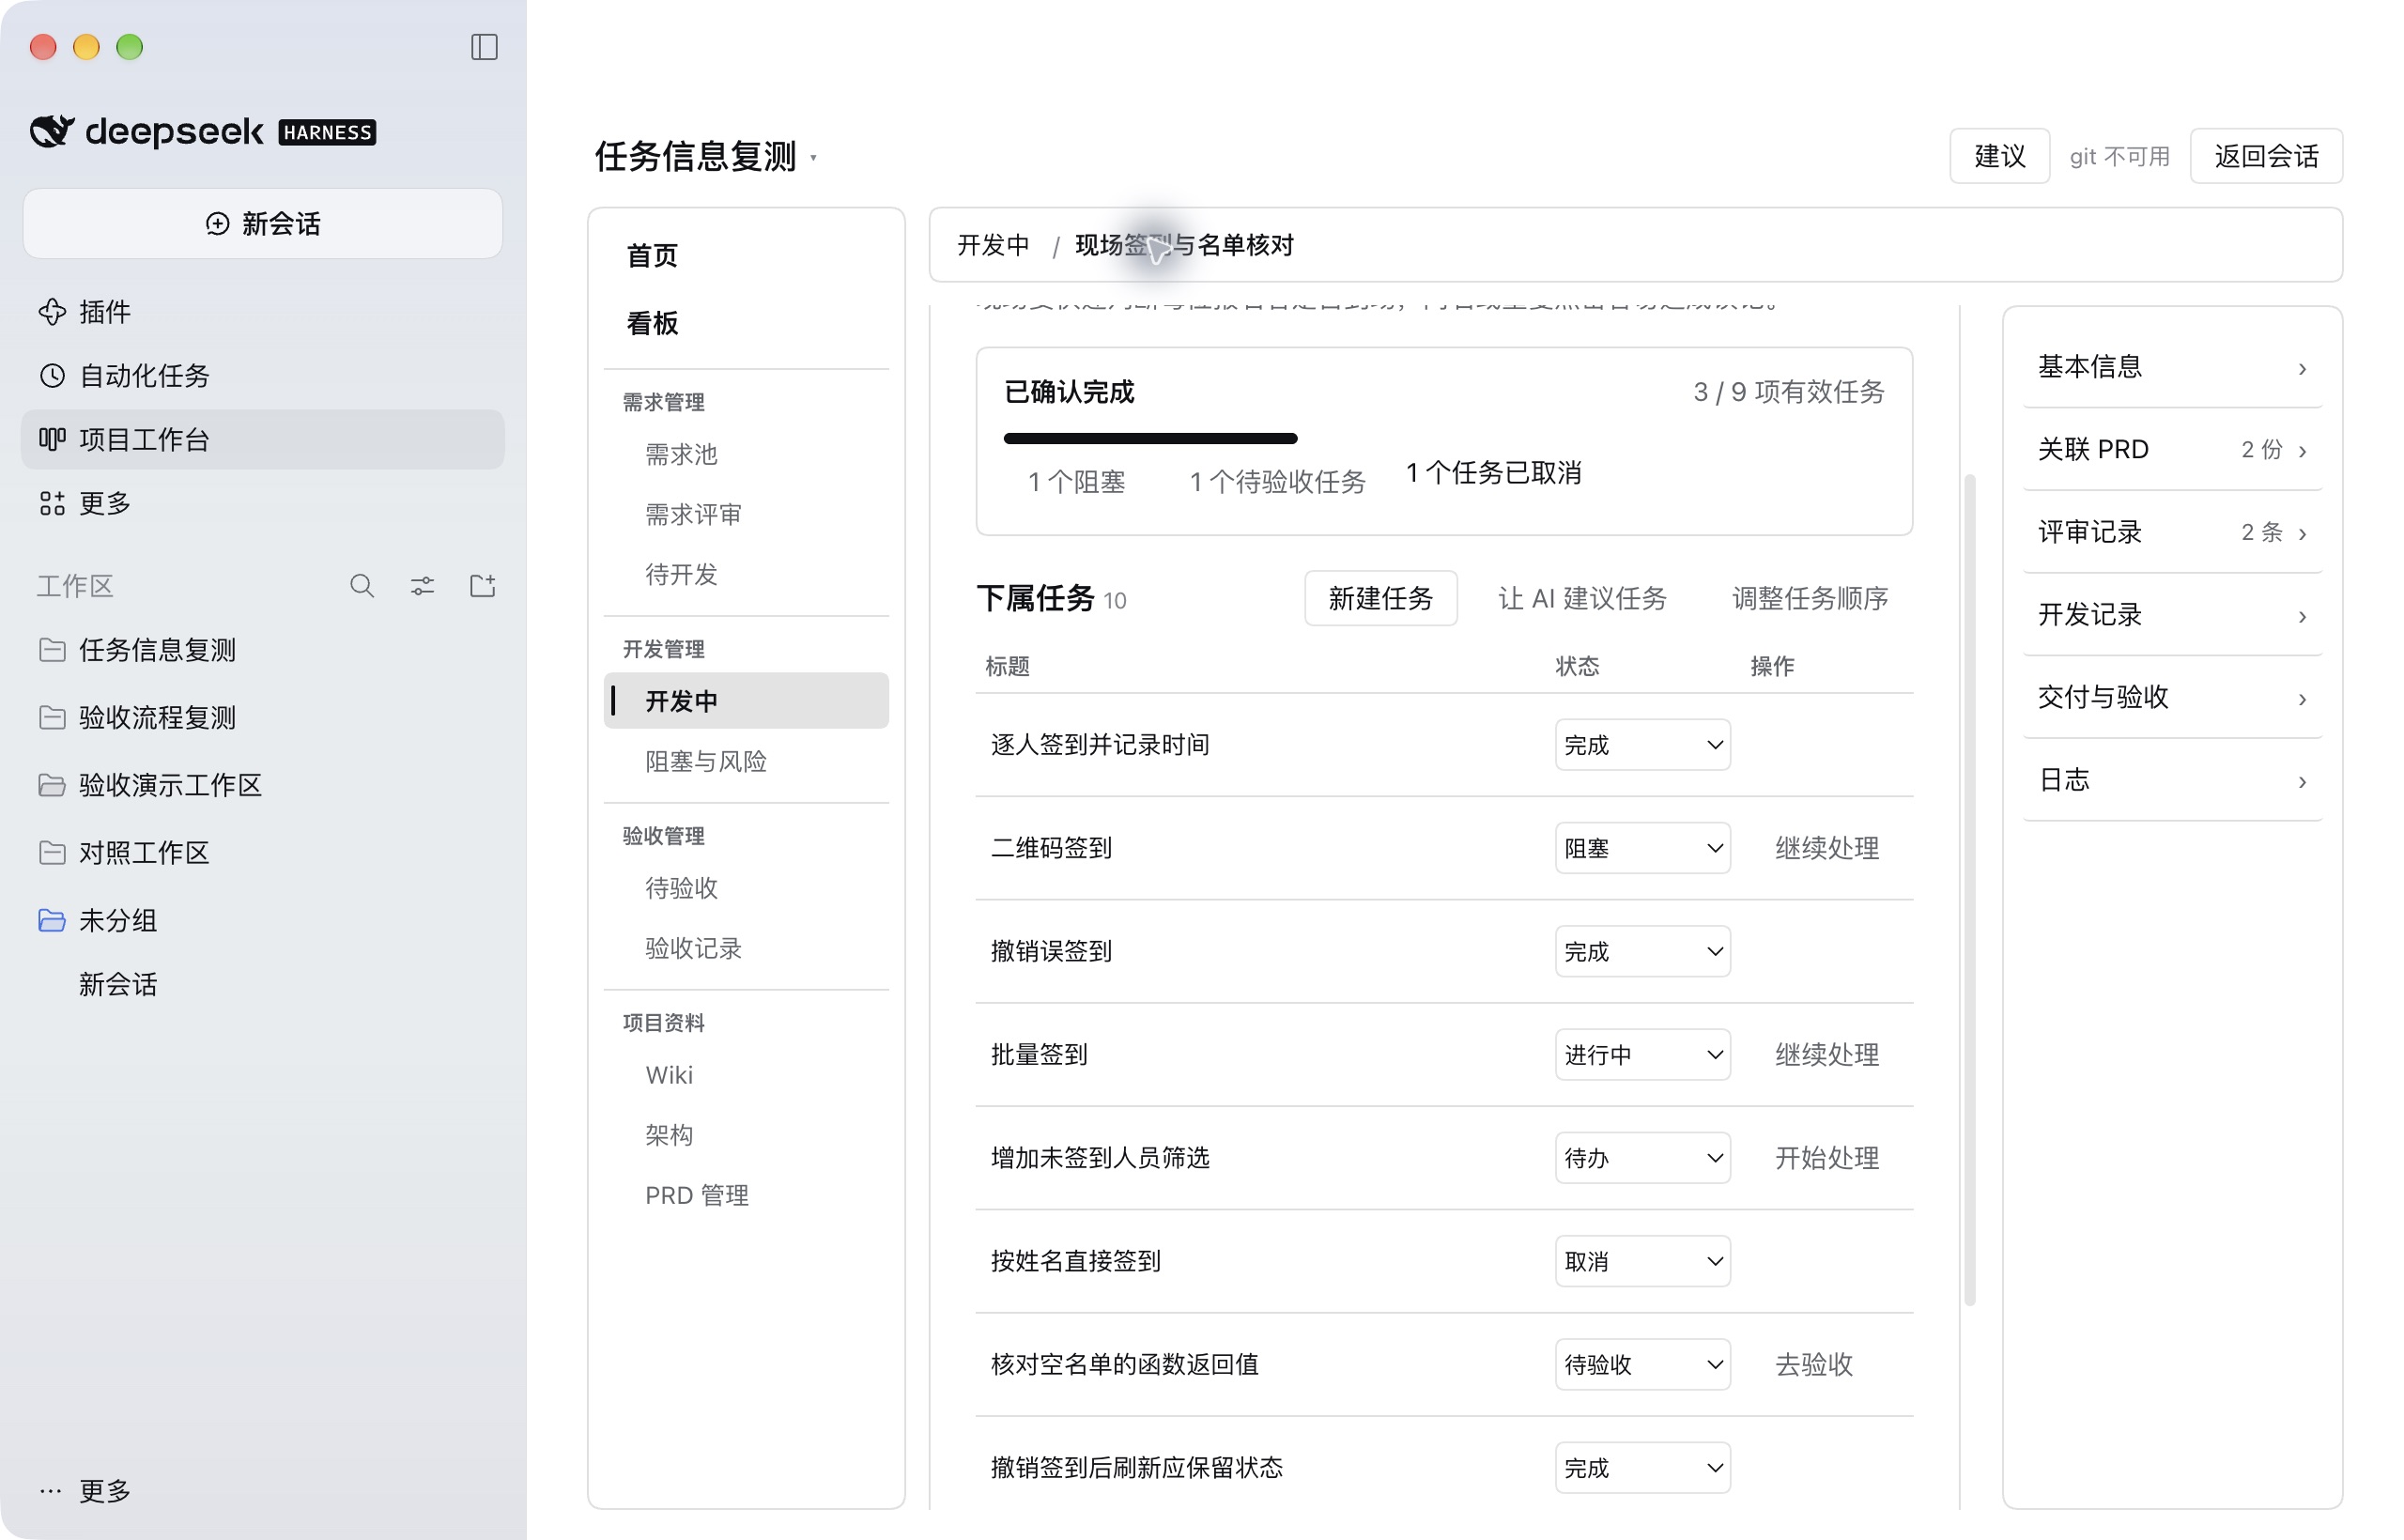 deepseek HARNESS
新会话
插件
自动化任务
项目工作台
更多
工作区
任务信息复测
验收流程复测
验收演示工作区
对照工作区
未分组
新会话
··· 更多
任务信息复测
建议
git 不可用
返回会话
首页
看板
需求管理
需求池
需求评审
待开发
开发管理
开发中
阻塞与风险
验收管理
待验收
验收记录
项目资料
Wiki
架构
PRD 管理
开发中 / 现场签到与名单核对
已确认完成 3 / 9 项有效任务
1 个阻塞 1 个待验收任务 1 个任务已取消
下属任务 10 新建任务 让 AI 建议任务 调整任务顺序
标题 状态 操作
逐人签到并记录时间 完成
二维码签到 阻塞 继续处理
撤销误签到 完成
批量签到 进行中 继续处理
增加未签到人员筛选 待办 开始处理
按姓名直接签到 取消
核对空名单的函数返回值 待验收 去验收
撤销签到后刷新应保留状态 完成
基本信息 ›
关联 PRD 2 份 ›
评审记录 2 条 ›
开发记录 ›
交付与验收 ›
日志 ›